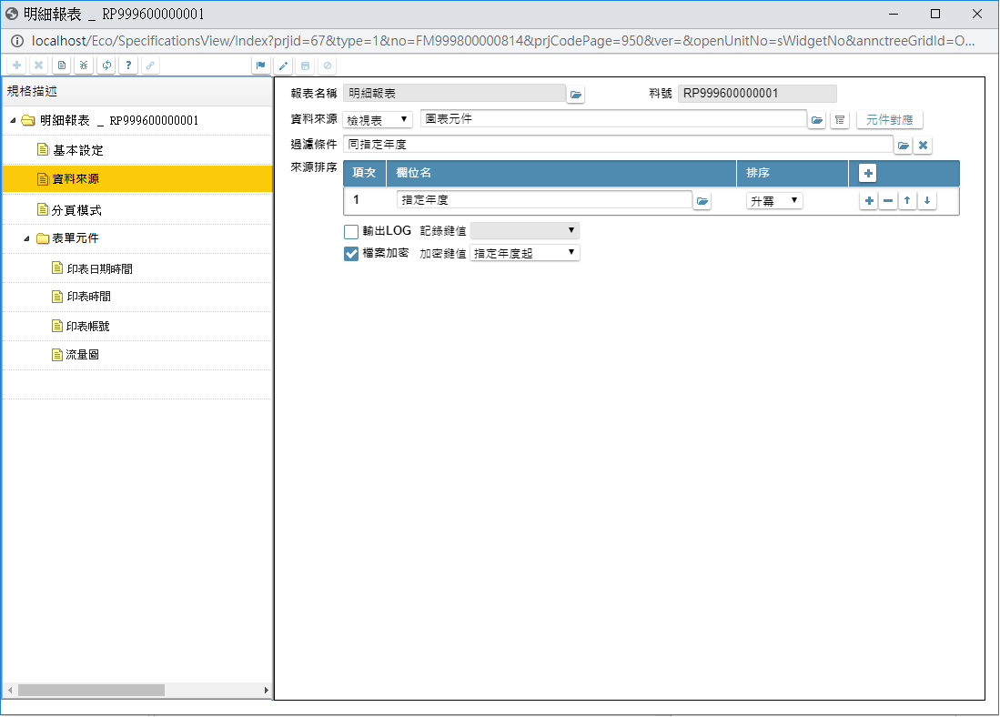 明細報表 _ RP999600000001
localhost/Eco/SpecificationsView/Index?prjid=67&type=1&no=FM999800000814&prjCodePage=950&ver=&openUnitNo=sWidgetNo&annctreeGridId=O...
規格描述
明細報表 _ RP999600000001
基本設定
資料來源
分頁模式
表單元件
印表日期時間
印表時間
印表帳號
流量圖
報表名稱 明細報表 料號 RP999600000001
資料來源 檢視表 圖表元件 元件對應
過濾條件 同指定年度
來源排序 項次 欄位名 排序
1 指定年度 升冪
輸出LOG 記錄鍵值
檔案加密 加密鍵值 指定年度起